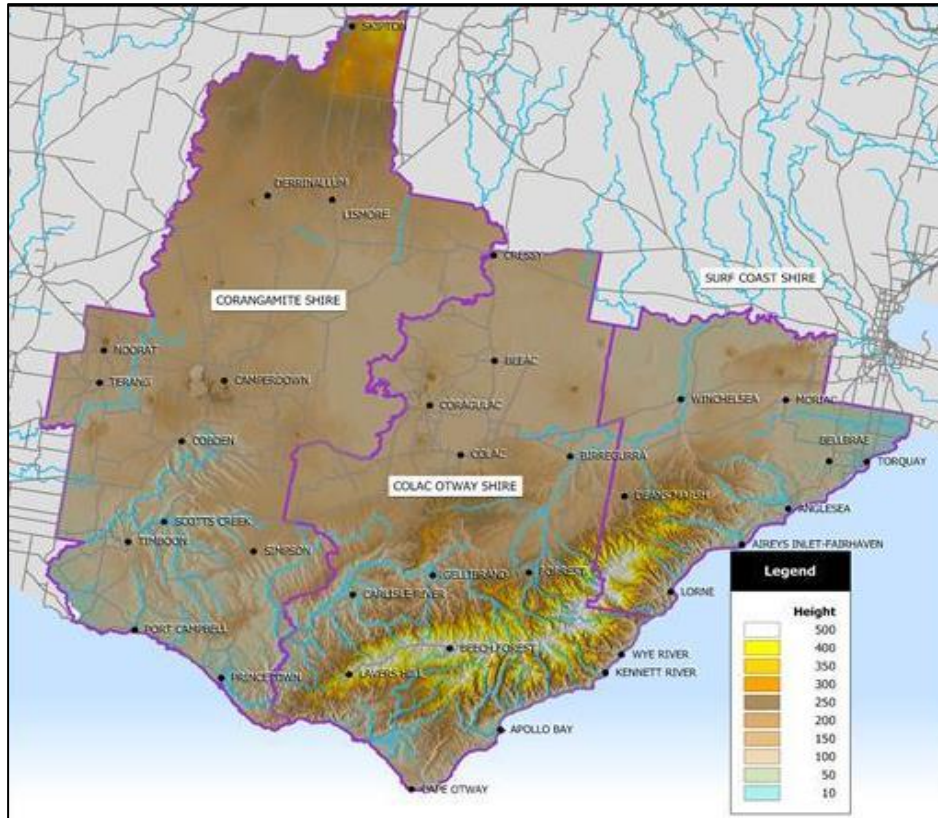 SKIPTON
DERRINALLUM
LISMORE
CRESSY
SURF COAST SHIRE
CORANGAMITE SHIRE
NOORAT
BEEAC
TERANG
CAMPERDOWN
WINCHELSEA
MORIAC
CORAGULAC
COBDEN
BELLBRAE
COLAC
BIRREGURRA
TORQUAY
COLAC OTWAY SHIRE
DEANS MARSH
ANGLESEA
SCOTTS CREEK
TIMBOON
SIMPSON
AIREYS INLET-FAIRHAVEN
GELLIBRAND
FORREST
CARLISLE RIVER
LORNE
PORT CAMPBELL
BEECH FOREST
WYE RIVER
LAVERS HILL
KENNETT RIVER
PRINCETOWN
APOLLO BAY
CAPE OTWAY
Legend
Height
500
400
350
300
250
200
150
100
50
10